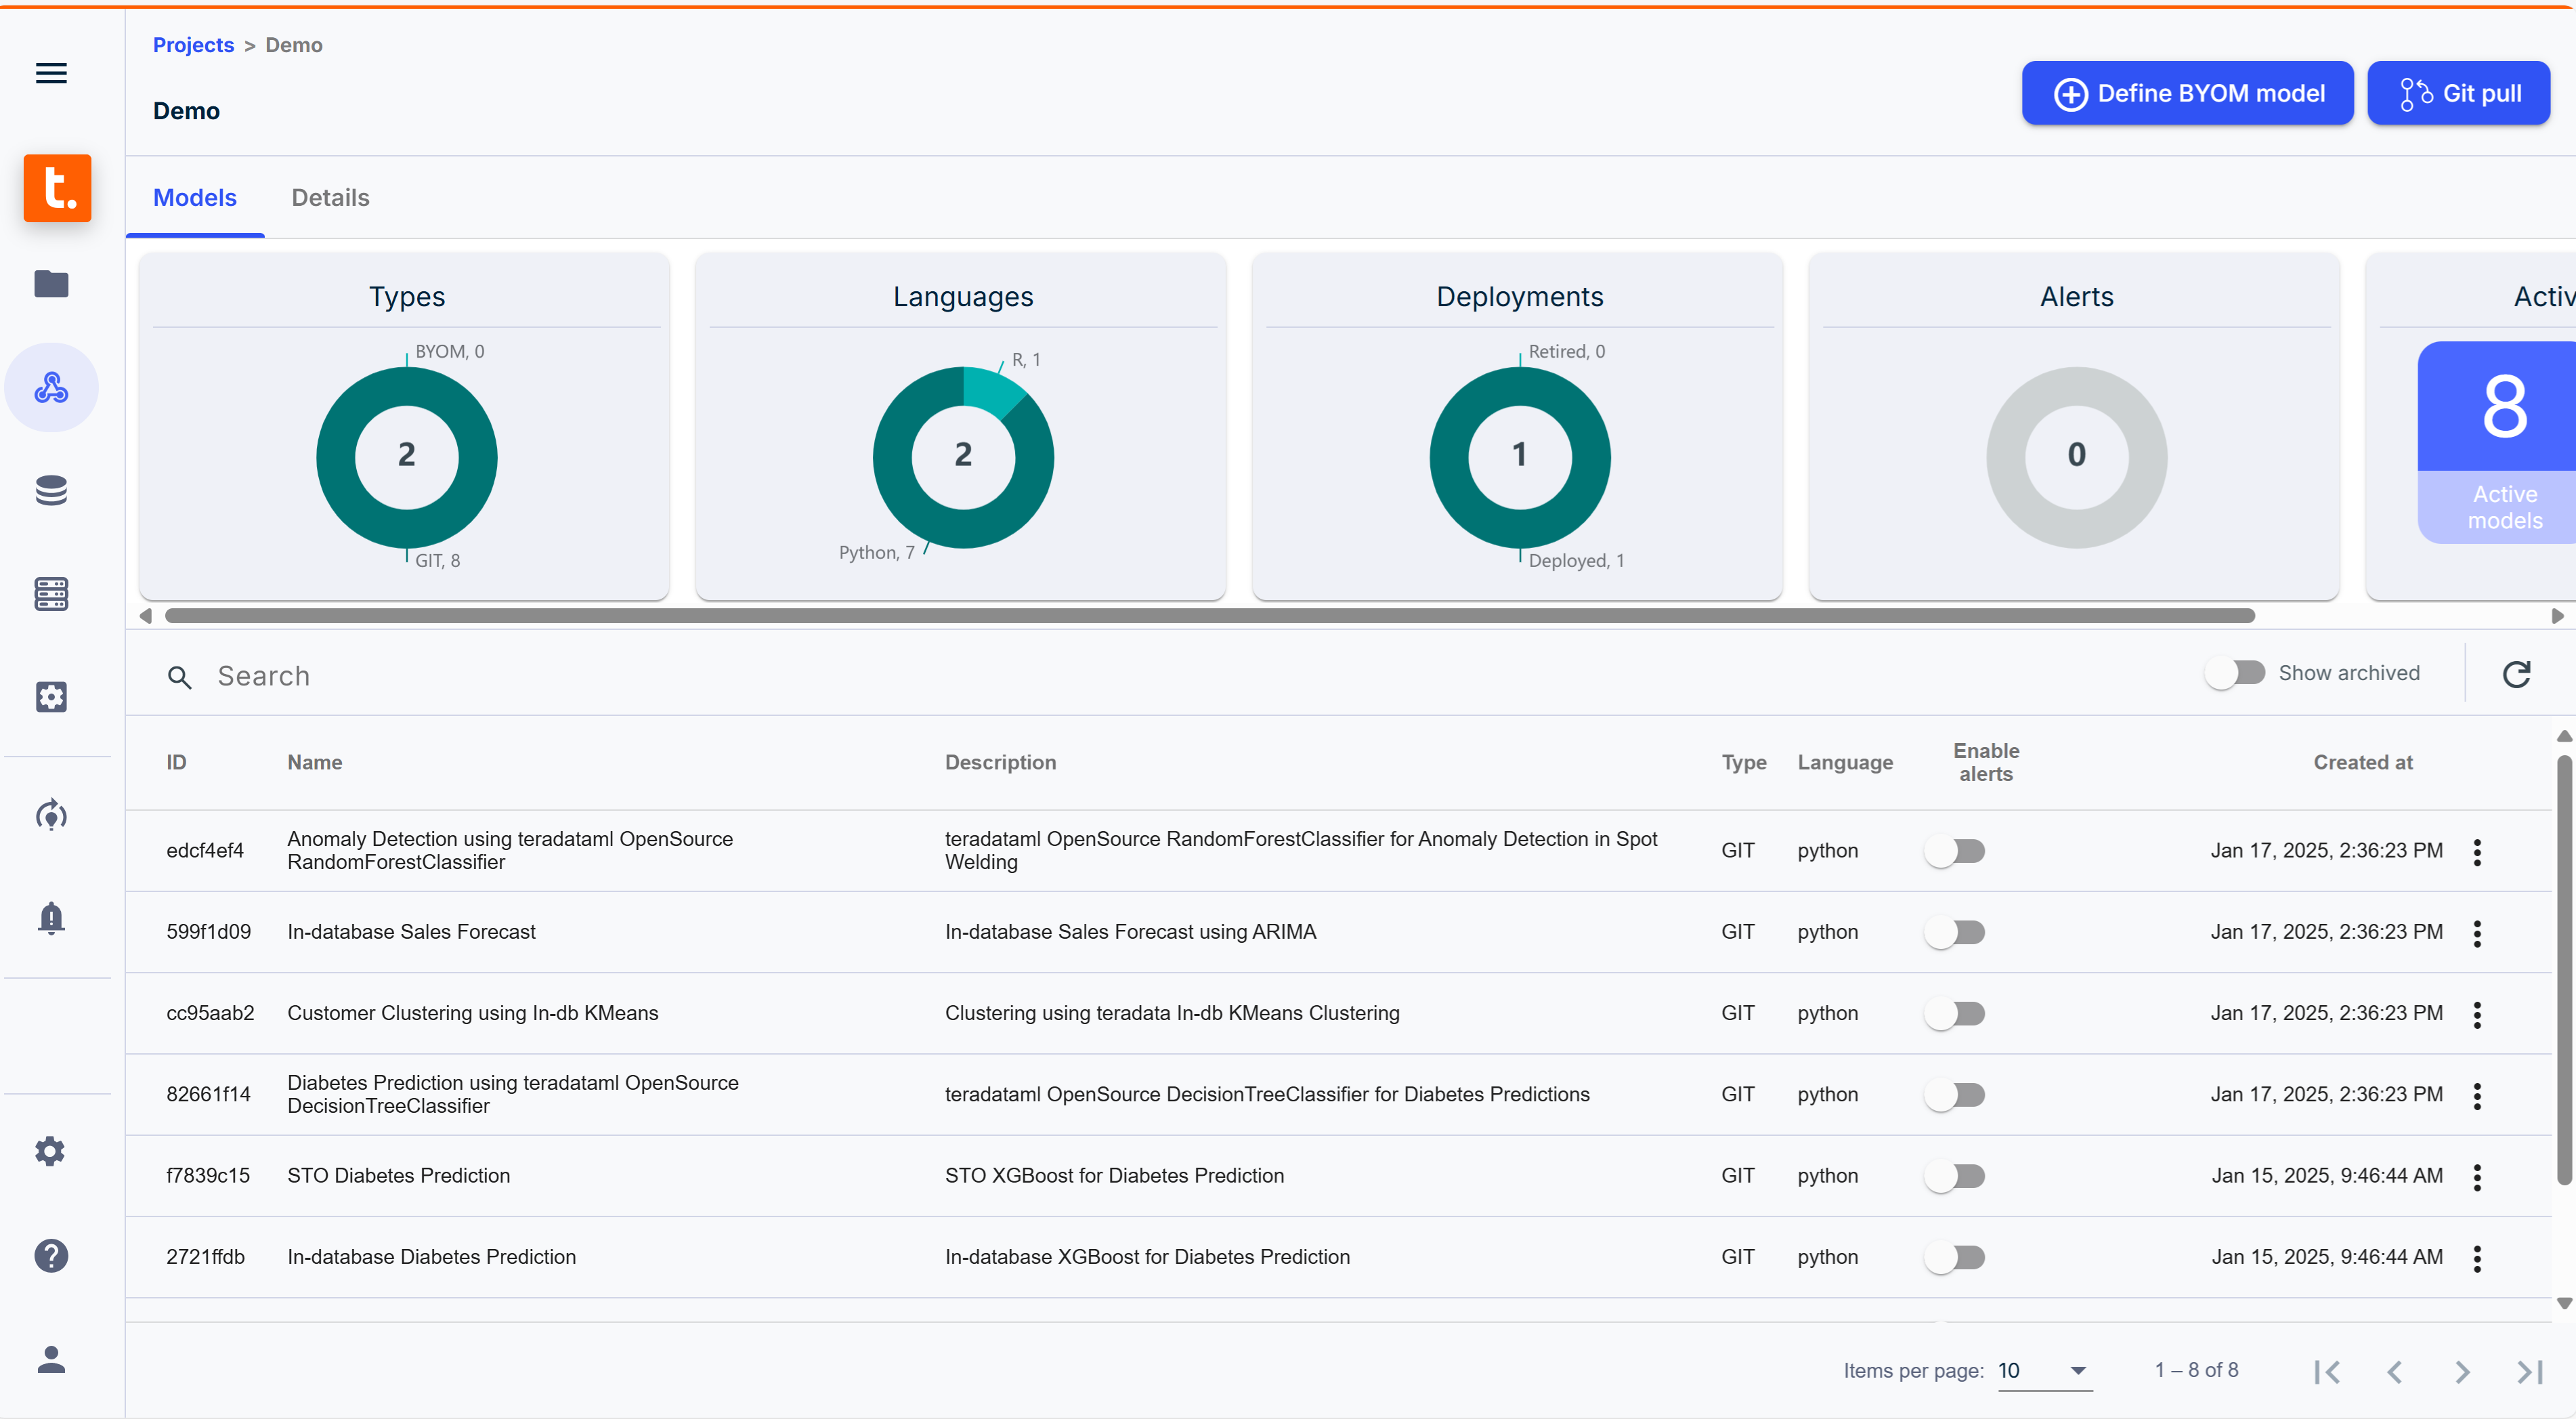 Projects > Demo
Demo
Define BYOM model
Git pull
t.
Models
Details
Types
BYOM, 0
2
GIT, 8
Languages
R, 1
2
Python, 7
Deployments
Retired, 0
1
Deployed, 1
Alerts
0
Activ
8
Active
models
Search
Show archived
ID Name Description Type Language Enable alerts Created at
edcf4ef4 Anomaly Detection using teradataml OpenSource RandomForestClassifier teradataml OpenSource RandomForestClassifier for Anomaly Detection in Spot Welding GIT python Jan 17, 2025, 2:36:23 PM
599f1d09 In-database Sales Forecast In-database Sales Forecast using ARIMA GIT python Jan 17, 2025, 2:36:23 PM
cc95aab2 Customer Clustering using In-db KMeans Clustering using teradata In-db KMeans Clustering GIT python Jan 17, 2025, 2:36:23 PM
82661f14 Diabetes Prediction using teradataml OpenSource DecisionTreeClassifier teradataml OpenSource DecisionTreeClassifier for Diabetes Predictions GIT python Jan 17, 2025, 2:36:23 PM
f7839c15 STO Diabetes Prediction STO XGBoost for Diabetes Prediction GIT python Jan 15, 2025, 9:46:44 AM
2721ffdb In-database Diabetes Prediction In-database XGBoost for Diabetes Prediction GIT python Jan 15, 2025, 9:46:44 AM
Items per page: 10 1 – 8 of 8